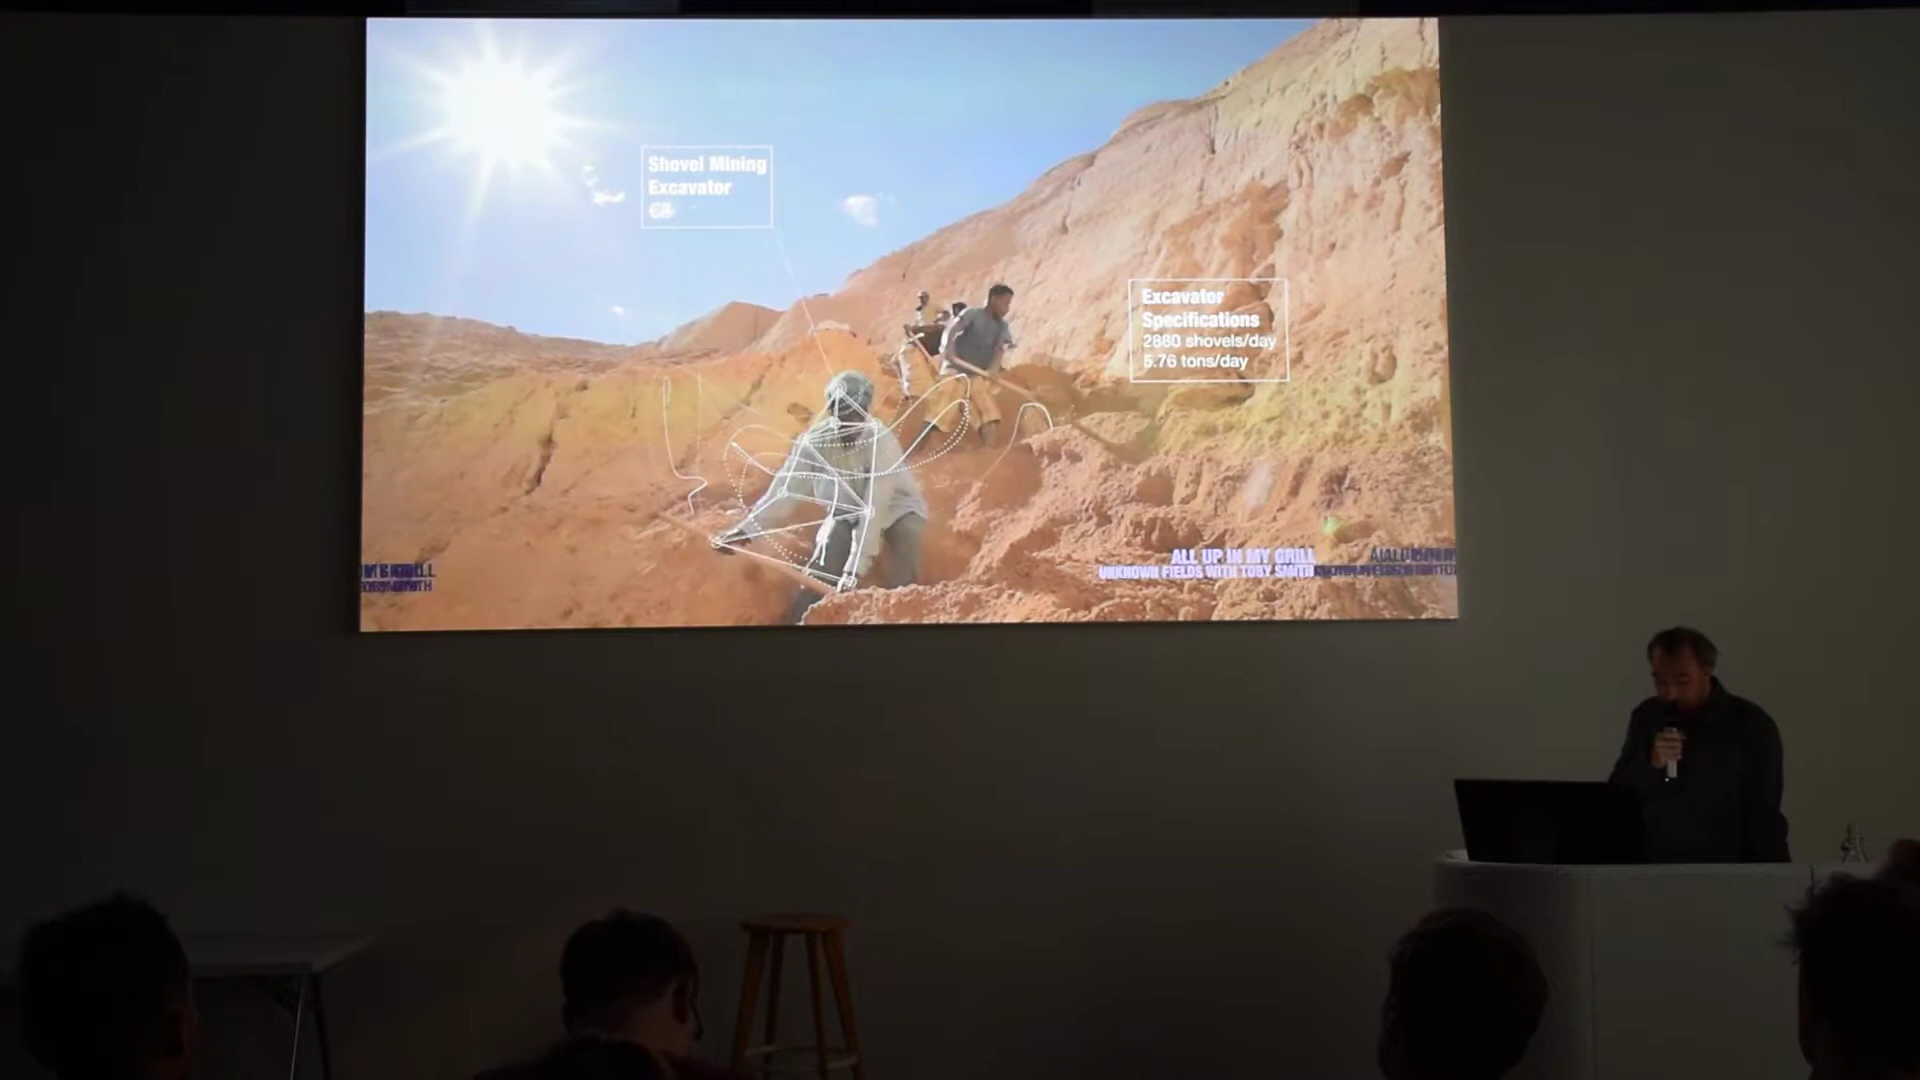 Shovel Mining
Excavator
€8
Excavator
Specifications
2880 shovels/day
5.76 tons/day
ALL UP IN MY GRILL
UNKNOWN FIELDS WITH TOBY SMITH